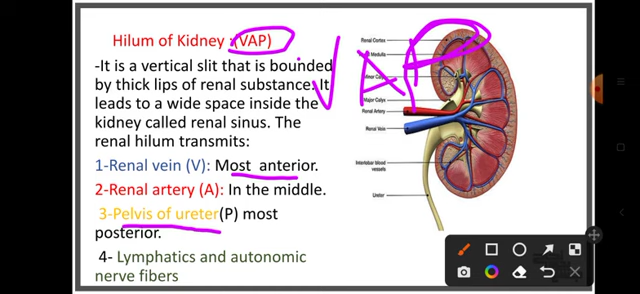 Hilum of Kidney :(VAP)
-It is a vertical slit that is bounded
by thick lips of renal substance. It
leads to a wide space inside the
kidney called renal sinus. The
renal hilum transmits:
1-Renal vein (V): Most anterior.
2-Renal artery (A): In the middle.
3-Pelvis of ureter(P) most
posterior.
4- Lymphatics and autonomic
nerve fibers
VAP
Renal Cortex
Medulla
Minor Calyx
Major Calyx
Renal Artery
Renal Vein
Interlobar blood
vessels
Ureter